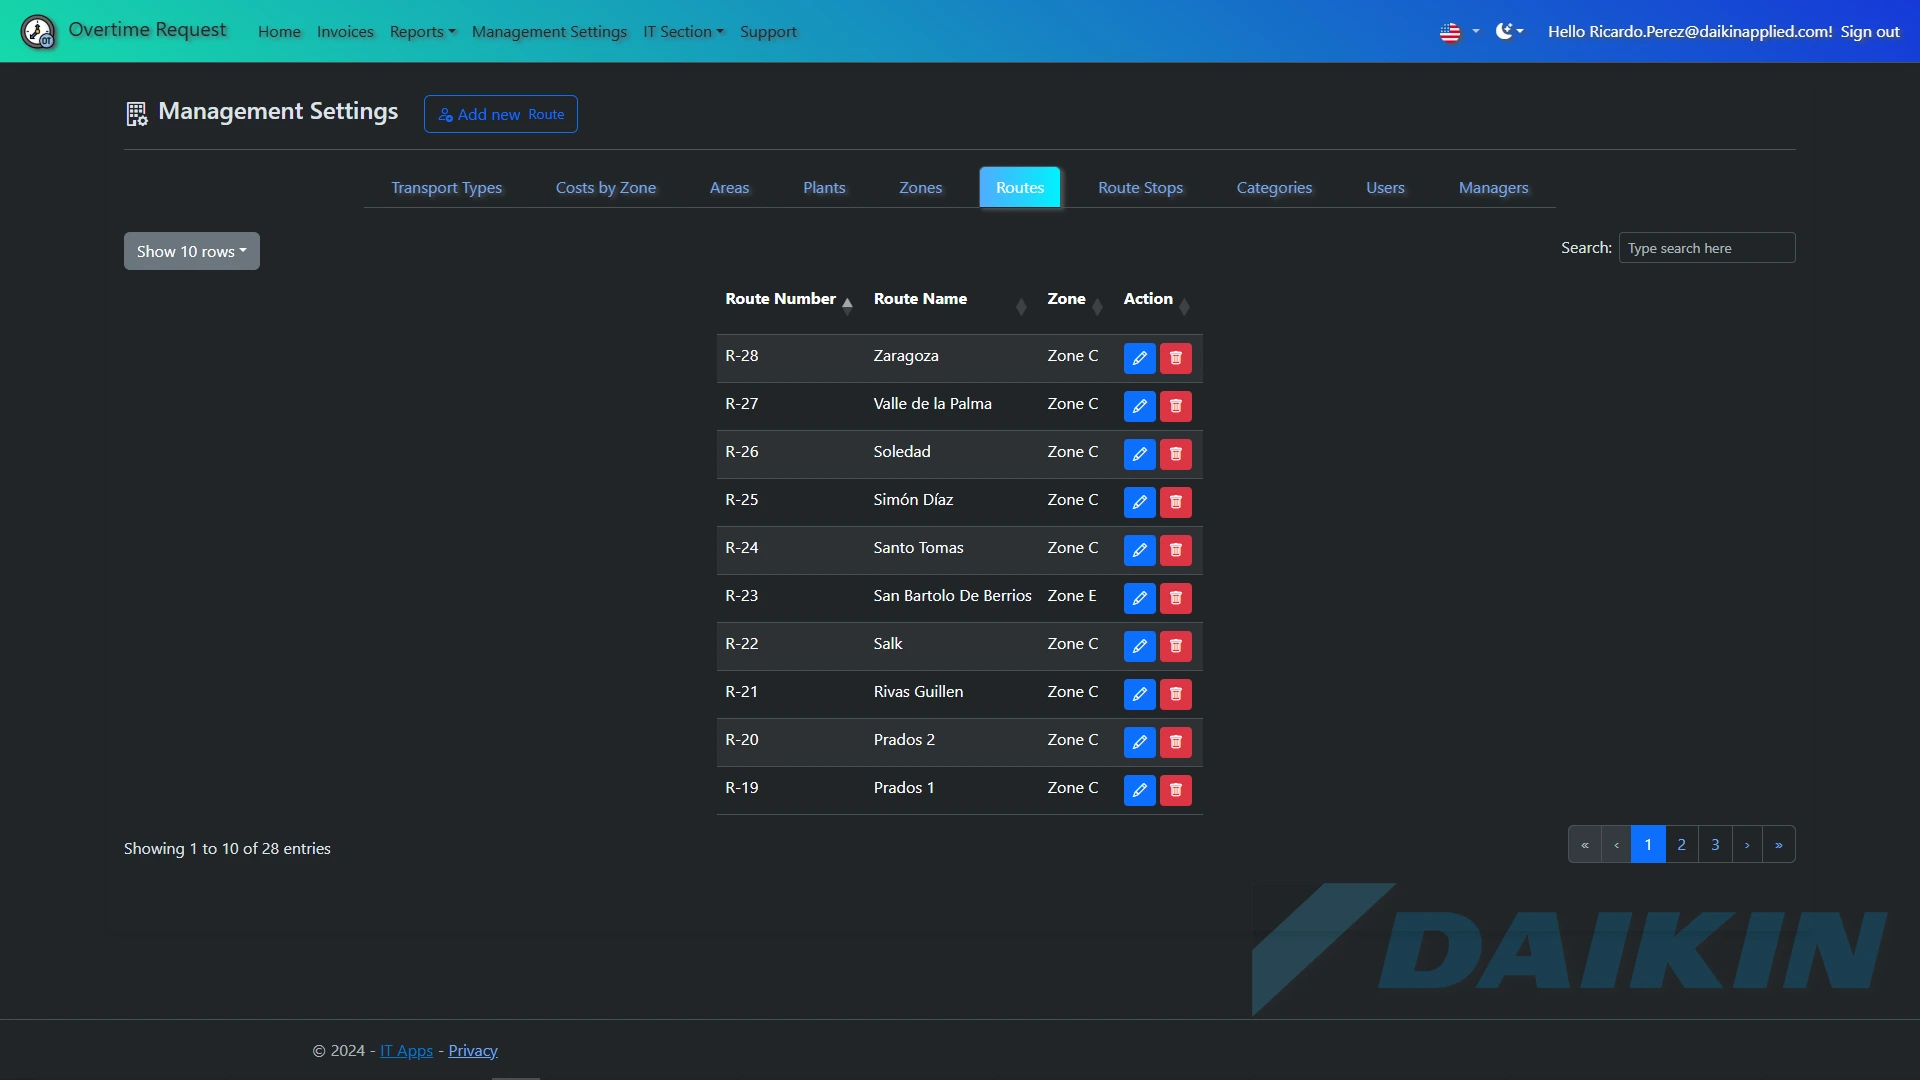 Overtime Request Home Invoices Reports Management Settings IT Section Support Hello Ricardo.Perez@daikinapplied.com! Sign out
Management Settings Add new Route
Transport Types Costs by Zone Areas Plants Zones Routes Route Stops Categories Users Managers
Show 10 rows Search: Type search here
Route Number Route Name Zone Action
R-28 Zaragoza Zone C
R-27 Valle de la Palma Zone C
R-26 Soledad Zone C
R-25 Simón Díaz Zone C
R-24 Santo Tomas Zone C
R-23 San Bartolo De Berrios Zone E
R-22 Salk Zone C
R-21 Rivas Guillen Zone C
R-20 Prados 2 Zone C
R-19 Prados 1 Zone C
Showing 1 to 10 of 28 entries « ‹ 1 2 3 › »
DAIKIN
© 2024 - IT Apps - Privacy